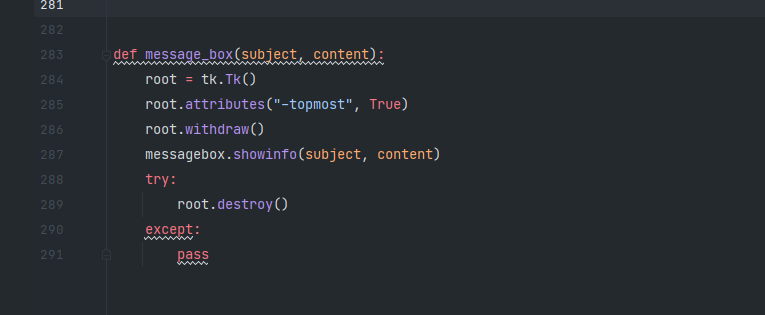 281
282
283 def message_box(subject, content):
284     root = tk.Tk()
285     root.attributes("-topmost", True)
286     root.withdraw()
287     messagebox.showinfo(subject, content)
288     try:
289         root.destroy()
290     except:
291         pass